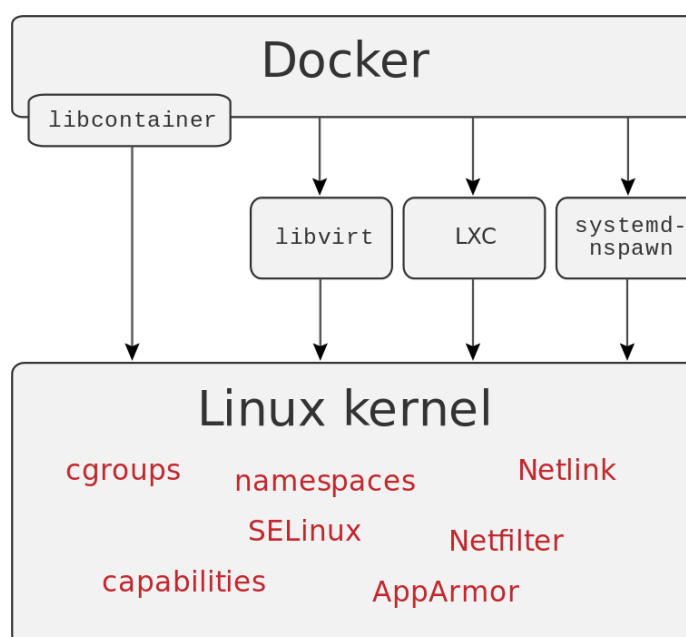 Docker
libcontainer
libvirt
LXC
systemd-
nspawn
Linux kernel
cgroups
namespaces
Netlink
SELinux
Netfilter
capabilities
AppArmor